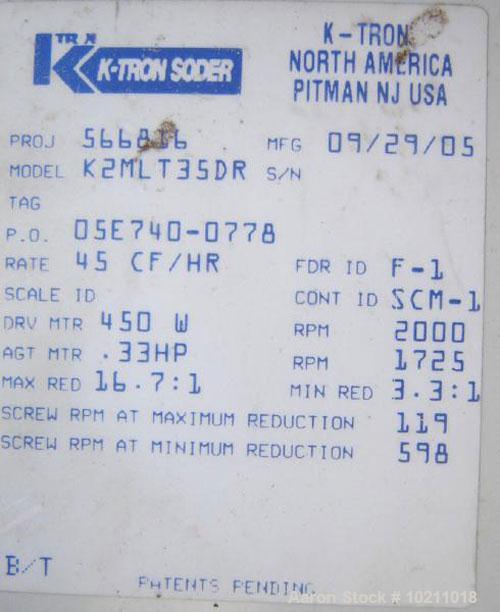 K-TRON
K-TRON SODER
K-TRON
NORTH AMERICA
PITMAN NJ USA
PROJ 566816 MFG 09/29/05
MODEL K2MLT35DR S/N
TAG
P.O. 05E740-0778
RATE 45 CF/HR FDR ID F-1
SCALE ID CONT ID SCM-1
DRV MTR 450 W RPM 2000
AGT MTR .33HP RPM 1725
MAX RED 16.7:1 MIN RED 3.3:1
SCREW RPM AT MAXIMUM REDUCTION 119
SCREW RPM AT MINIMUM REDUCTION 598
B/T
PATENTS PENDING
Aaron Stock # 10211018